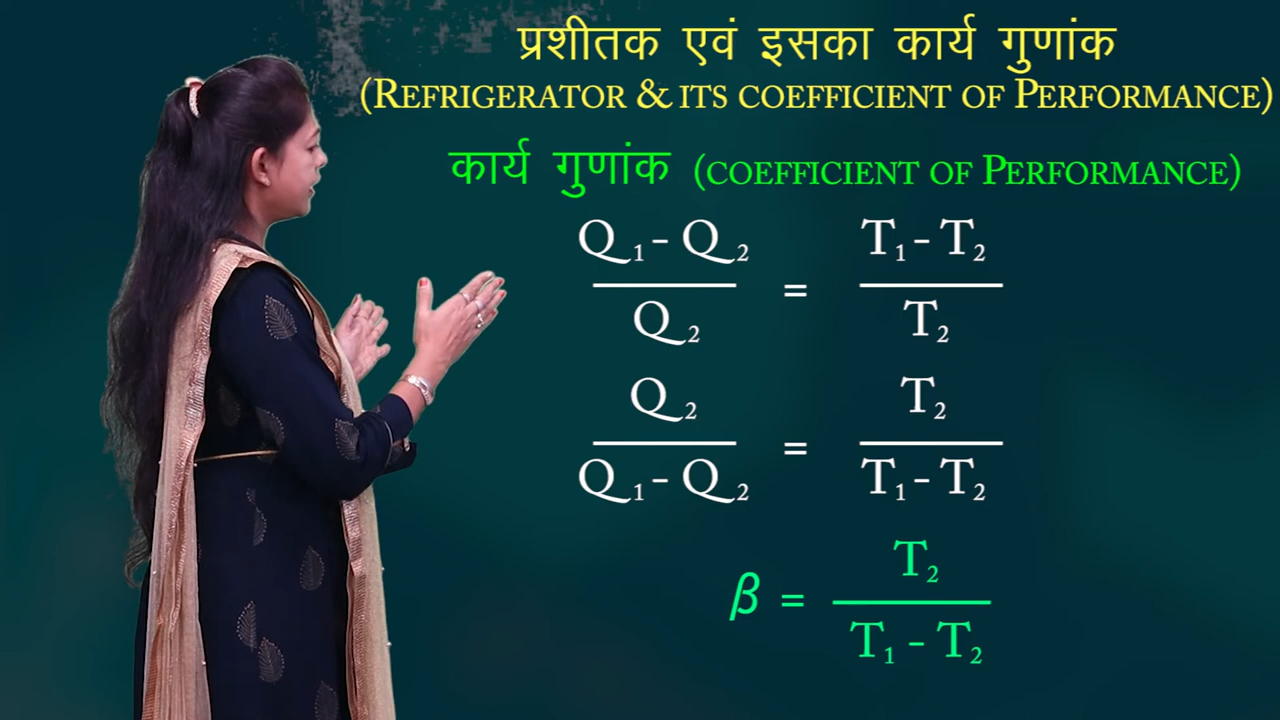 प्रशीतक एवं इसका कार्य गुणांक
(REFRIGERATOR & ITS COEFFICIENT OF PERFORMANCE)
कार्य गुणांक (COEFFICIENT OF PERFORMANCE)
Q₁ - Q₂ / Q₂ = T₁ - T₂ / T₂
Q₂ / Q₁ - Q₂ = T₂ / T₁ - T₂
β = T₂ / T₁ - T₂